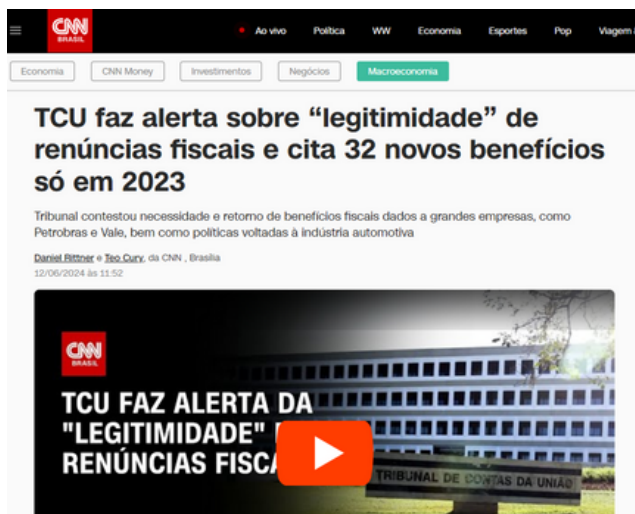 CNN
BRASIL
Ao vivo Política WW Economia Esportes Pop Viagem
Economia CNN Money Investimentos Negócios Macroeconomia
TCU faz alerta sobre “legitimidade” de
renúncias fiscais e cita 32 novos benefícios
só em 2023
Tribunal contestou necessidade e retorno de benefícios fiscais dados a grandes empresas, como
Petrobras e Vale, bem como políticas voltadas à indústria automotiva
Daniel Rittner e Teo Cury, da CNN , Brasília
12/06/2024 às 11:52
CNN
BRASIL
TCU FAZ ALERTA DA
"LEGITIMIDADE"
RENÚNCIAS FISCA
TRIBUNAL DE CONTAS DA UNIÃO